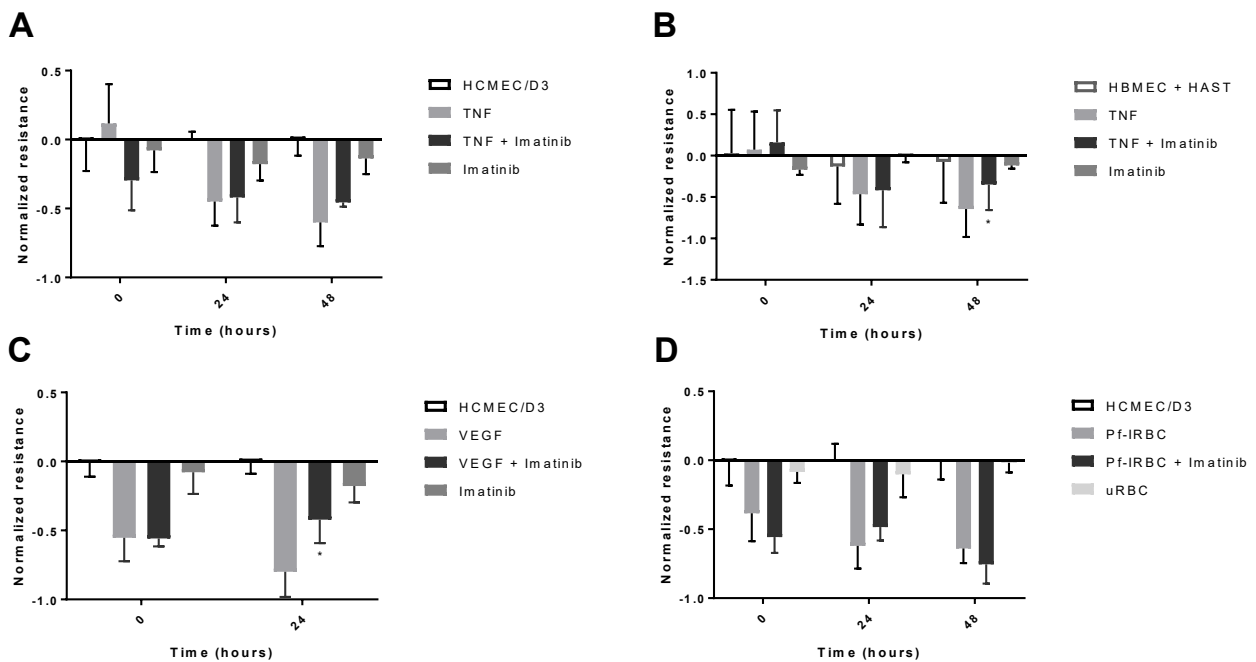 A
Normalized resistance
0.5
0.0
-0.5
-1.0
0
24
48
Time (hours)
HCMEC/D3
TNF
TNF + Imatinib
Imatinib
B
Normalized resistance
1.0
0.5
0.0
-0.5
-1.0
-1.5
*
0
24
48
Time (hours)
HBMEC + HAST
TNF
TNF + Imatinib
Imatinib
C
Normalized resistance
0.5
0.0
-0.5
-1.0
*
0
24
Time (hours)
HCMEC/D3
VEGF
VEGF + Imatinib
Imatinib
D
Normalized resistance
0.5
0.0
-0.5
-1.0
0
24
48
Time (hours)
HCMEC/D3
Pf-IRBC
Pf-IRBC + Imatinib
uRBC